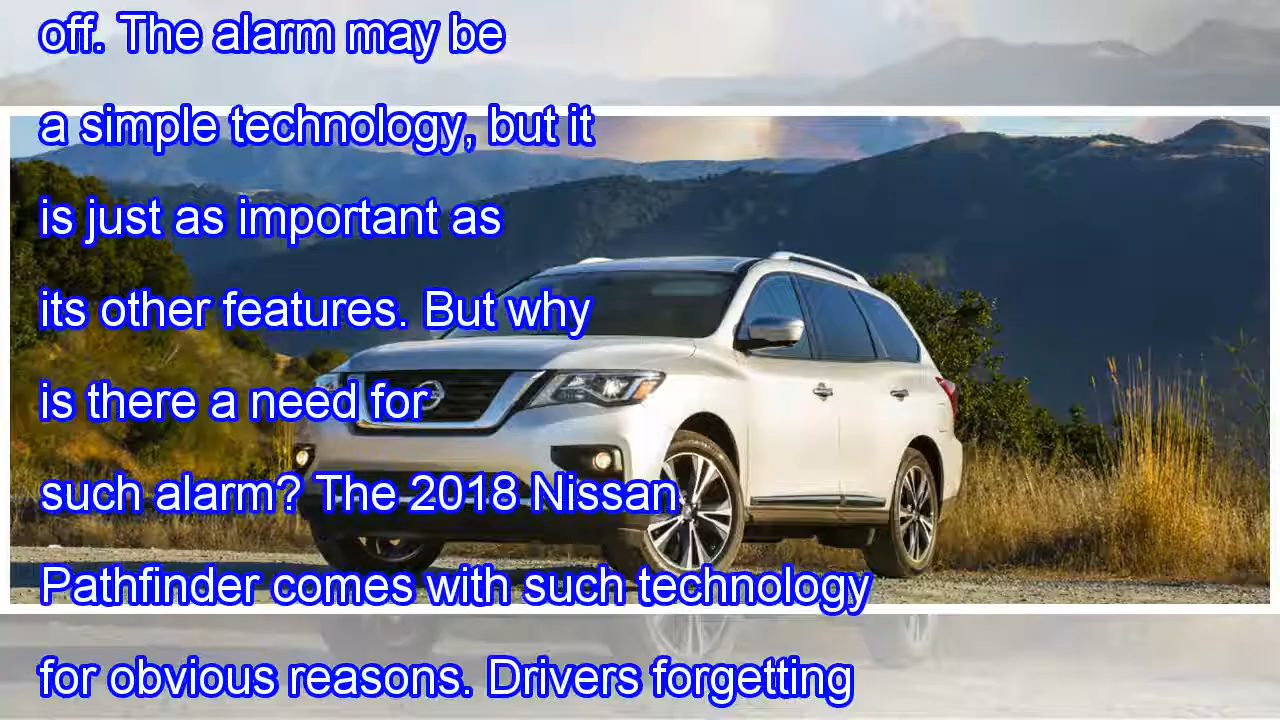 off. The alarm may be
a simple technology, but it
is just as important as
its other features. But why
is there a need for
such alarm? The 2018 Nissan
Pathfinder comes with such technology
for obvious reasons. Drivers forgetting